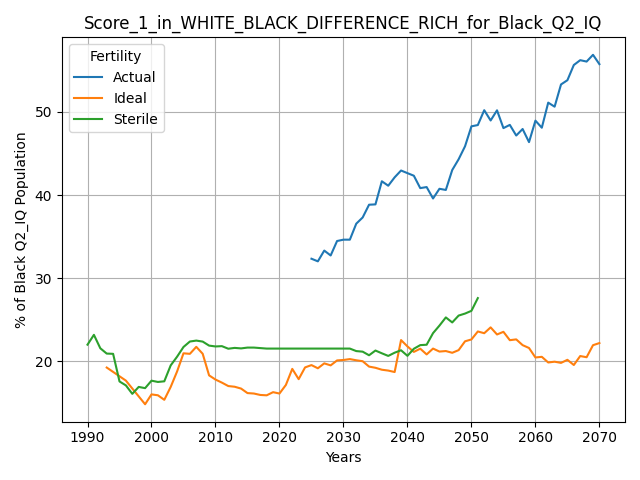 Score_1_in_WHITE_BLACK_DIFFERENCE_RICH_for_Black_Q2_IQ
Fertility
Actual
Ideal
Sterile
% of Black Q2_IQ Population
50
40
30
20
1990 2000 2010 2020 2030 2040 2050 2060 2070
Years